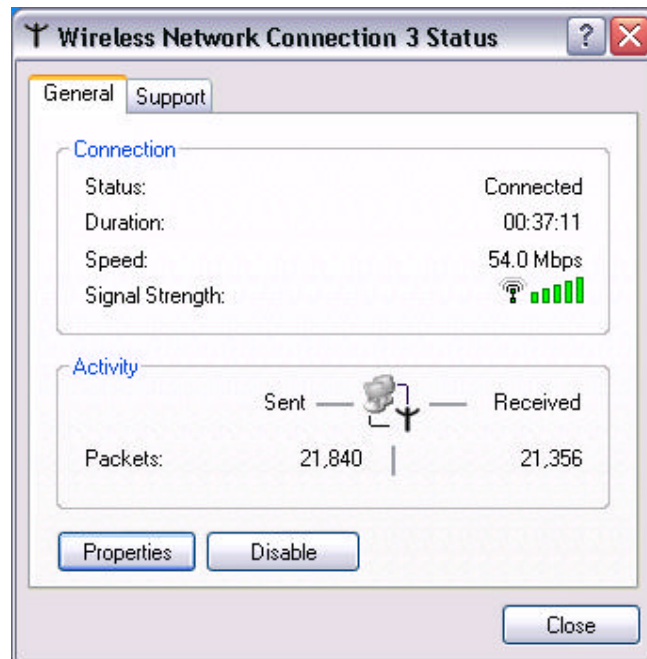 Wireless Network Connection 3 Status
General Support
Connection
Status: Connected
Duration: 00:37:11
Speed: 54.0 Mbps
Signal Strength:
Activity
Sent Received
Packets: 21,840 21,356
Properties Disable
Close